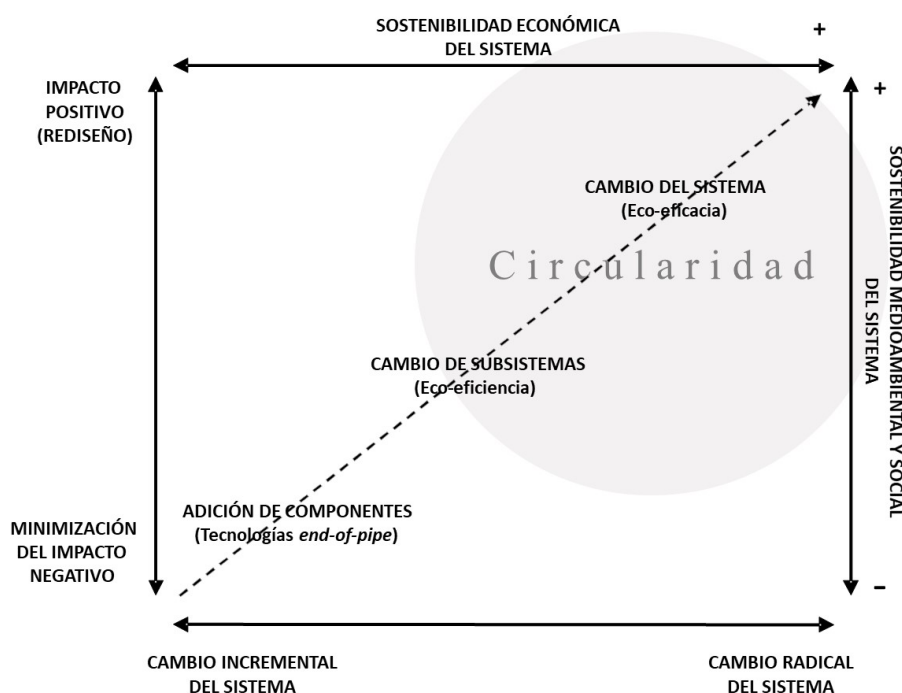 SOSTENIBILIDAD ECONÓMICA
DEL SISTEMA
+
IMPACTO
POSITIVO
(REDISEÑO)
+
CAMBIO DEL SISTEMA
(Eco-eficacia)
Circularidad
SOSTENIBILIDAD MEDIOAMBIENTAL Y SOCIAL
DEL SISTEMA
CAMBIO DE SUBSISTEMAS
(Eco-eficiencia)
ADICIÓN DE COMPONENTES
(Tecnologías end-of-pipe)
MINIMIZACIÓN
DEL IMPACTO
NEGATIVO
−
CAMBIO INCREMENTAL
DEL SISTEMA
CAMBIO RADICAL
DEL SISTEMA